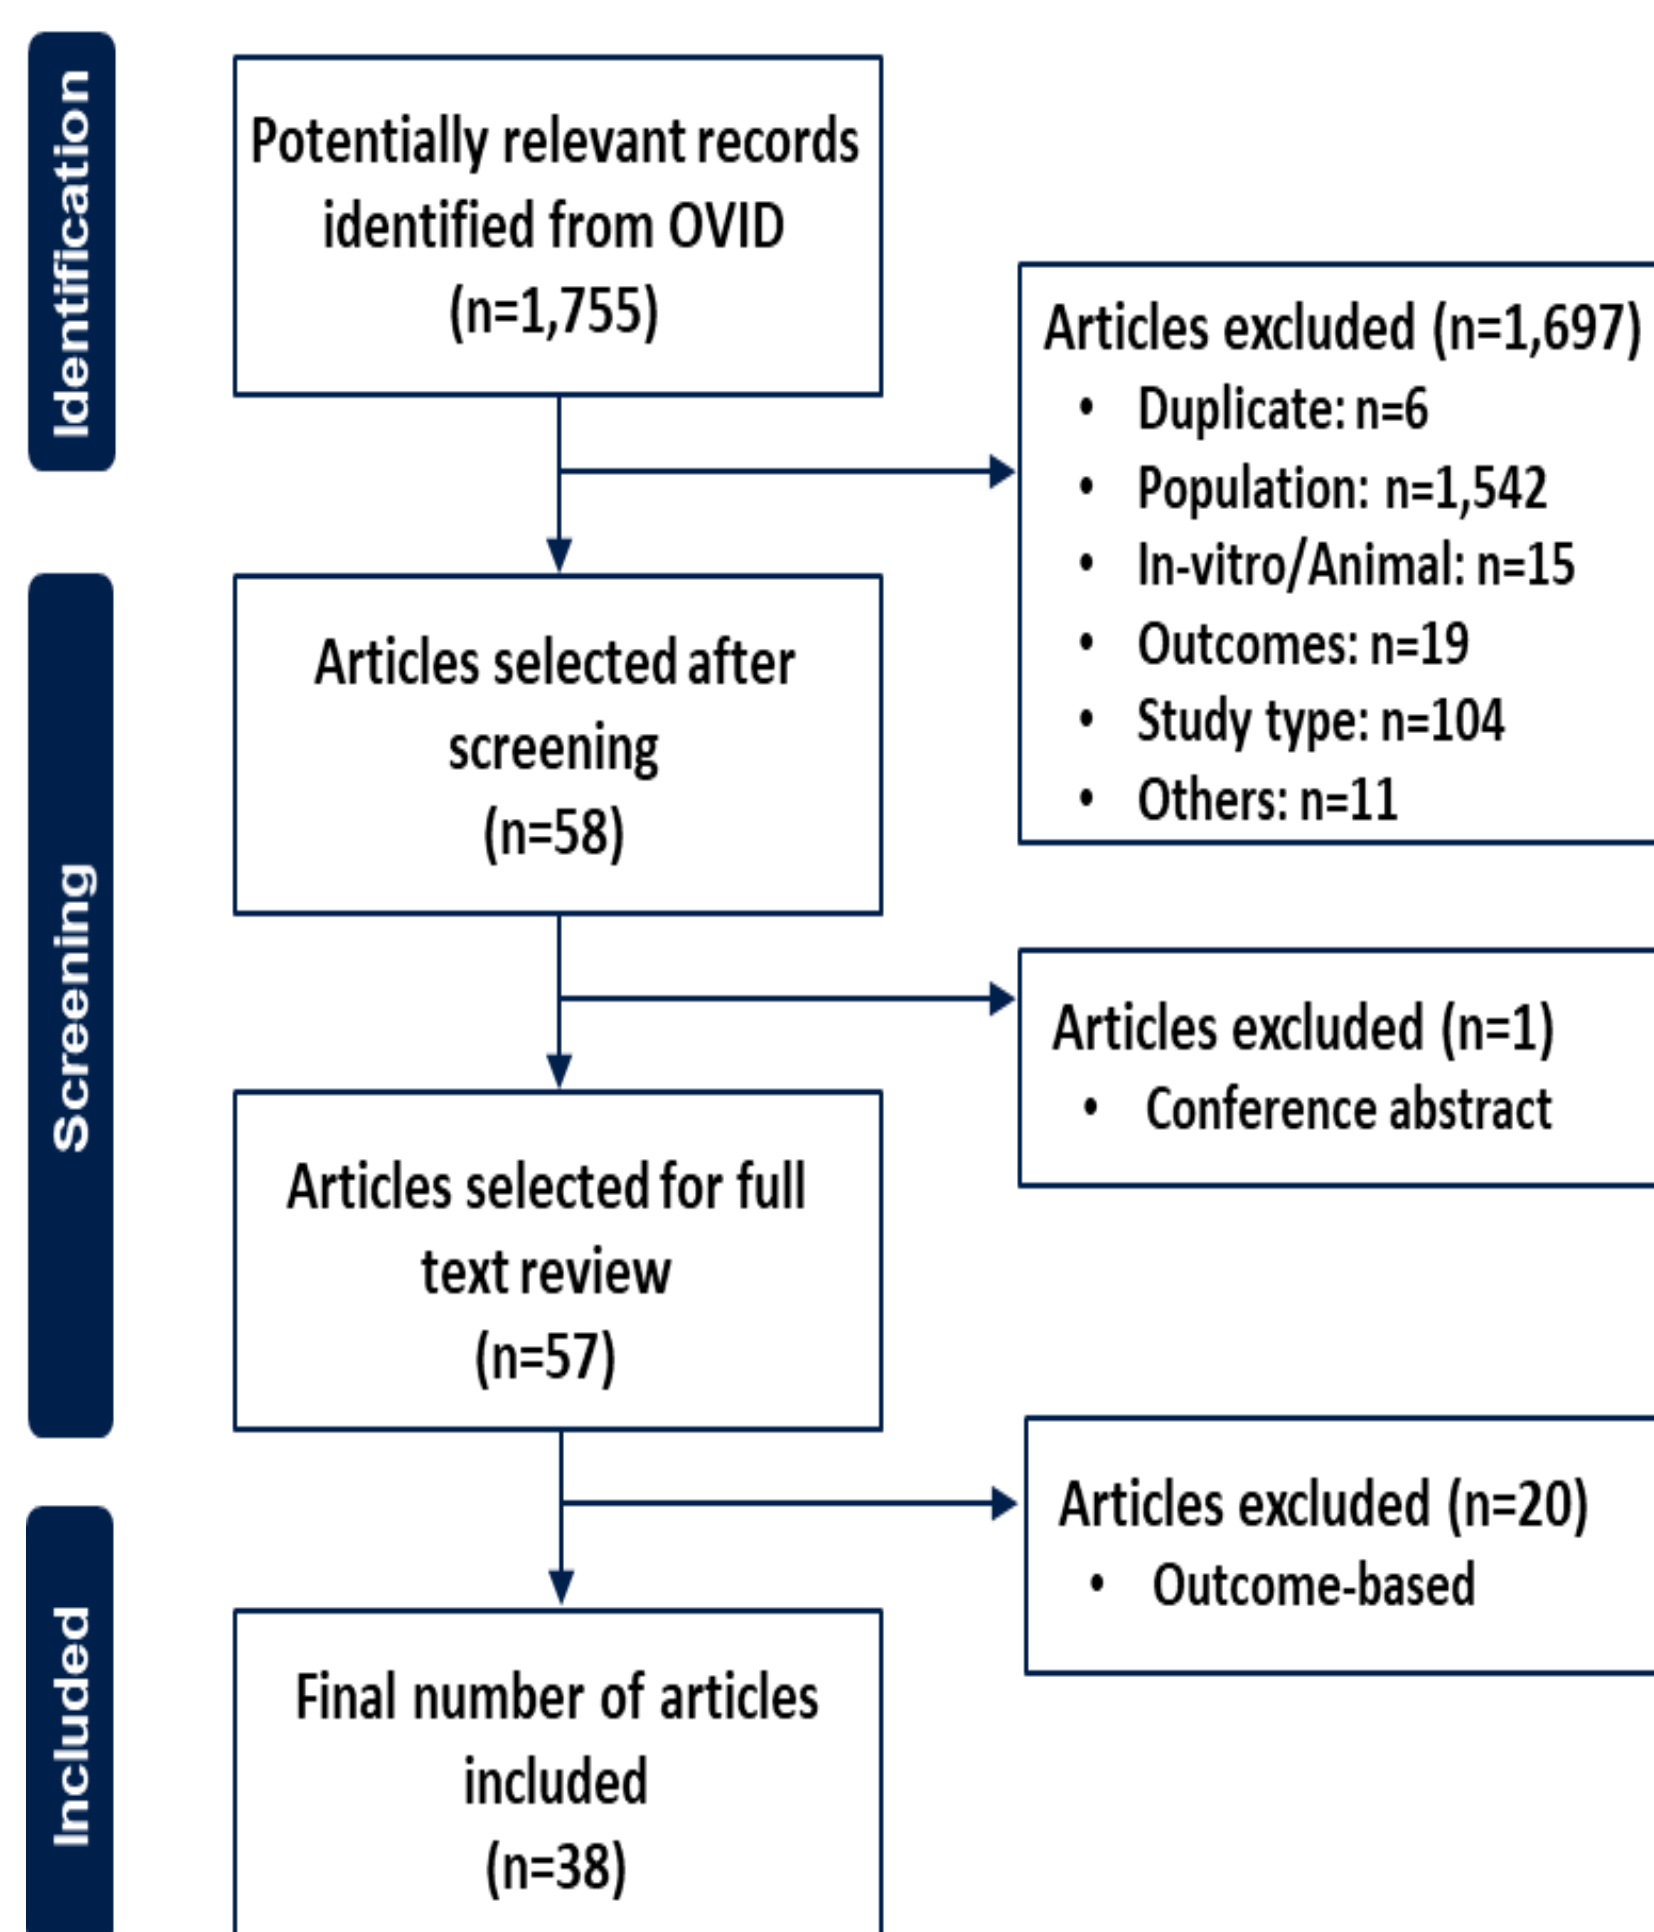 Identification
Potentially relevant records
identified from OVID
(n=1,755)
Articles excluded (n=1,697)
• Duplicate: n=6
• Population: n=1,542
• In-vitro/Animal: n=15
• Outcomes: n=19
• Study type: n=104
• Others: n=11
Screening
Articles selected after
screening
(n=58)
Articles excluded (n=1)
• Conference abstract
Articles selected for full
text review
(n=57)
Articles excluded (n=20)
• Outcome-based
Included
Final number of articles
included
(n=38)